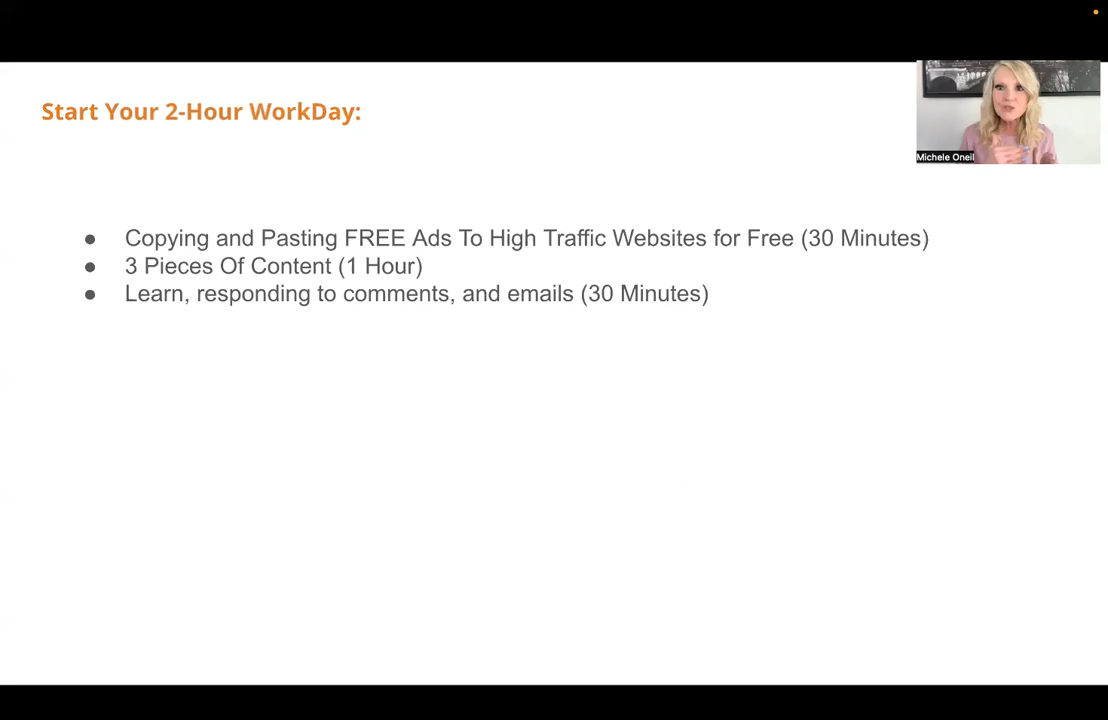 Start Your 2-Hour WorkDay:
Michele Oneil
● Copying and Pasting FREE Ads To High Traffic Websites for Free (30 Minutes)
● 3 Pieces Of Content (1 Hour)
● Learn, responding to comments, and emails (30 Minutes)